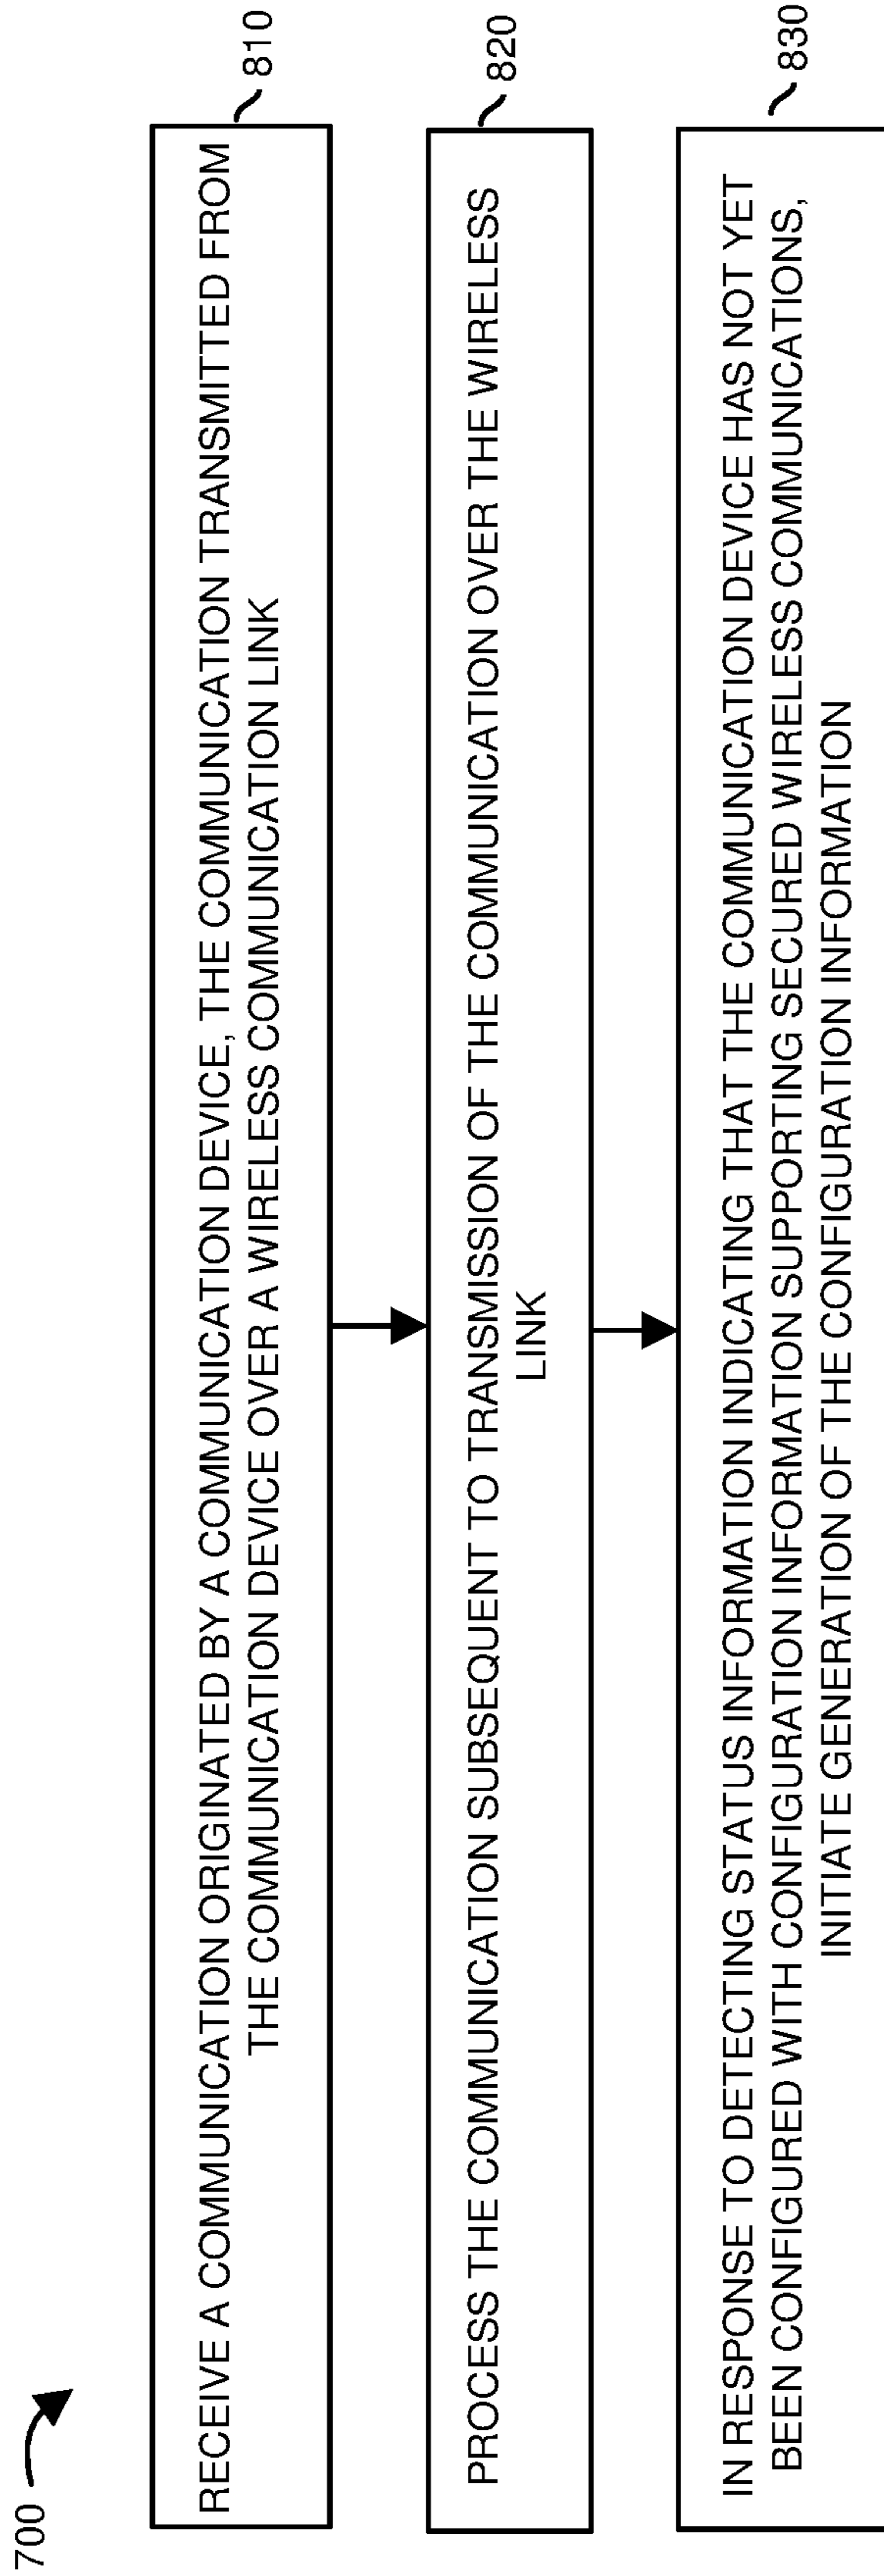 700
RECEIVE A COMMUNICATION ORIGINATED BY A COMMUNICATION DEVICE, THE COMMUNICATION TRANSMITTED FROM
THE COMMUNICATION DEVICE OVER A WIRELESS COMMUNICATION LINK
810
PROCESS THE COMMUNICATION SUBSEQUENT TO TRANSMISSION OF THE COMMUNICATION OVER THE WIRELESS
LINK
820
IN RESPONSE TO DETECTING STATUS INFORMATION INDICATING THAT THE COMMUNICATION DEVICE HAS NOT YET
BEEN CONFIGURED WITH CONFIGURATION INFORMATION SUPPORTING SECURED WIRELESS COMMUNICATIONS,
INITIATE GENERATION OF THE CONFIGURATION INFORMATION
830